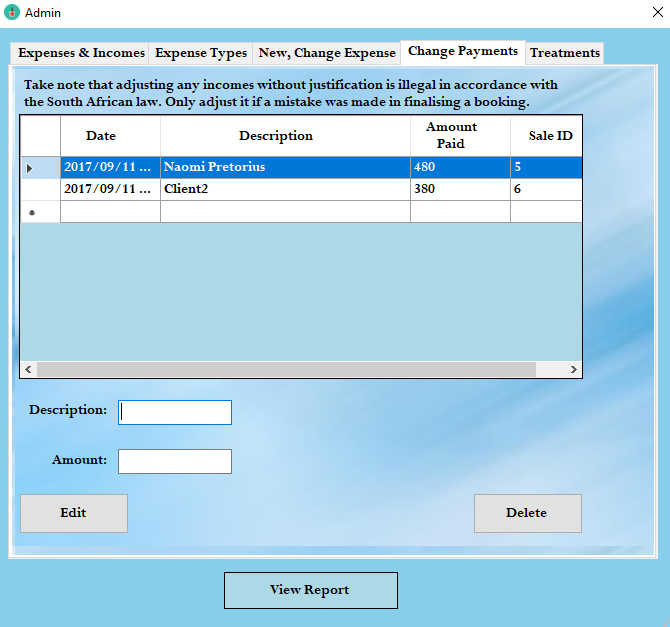 Admin
Expenses & Incomes Expense Types New, Change Expense Change Payments Treatments
Take note that adjusting any incomes without justification is illegal in accordance with
the South African law. Only adjust it if a mistake was made in finalising a booking.
Date Description Amount Paid Sale ID
2017/09/11 ... Naomi Pretorius 480 5
2017/09/11 ... Client2 380 6
Description:
Amount:
Edit Delete
View Report